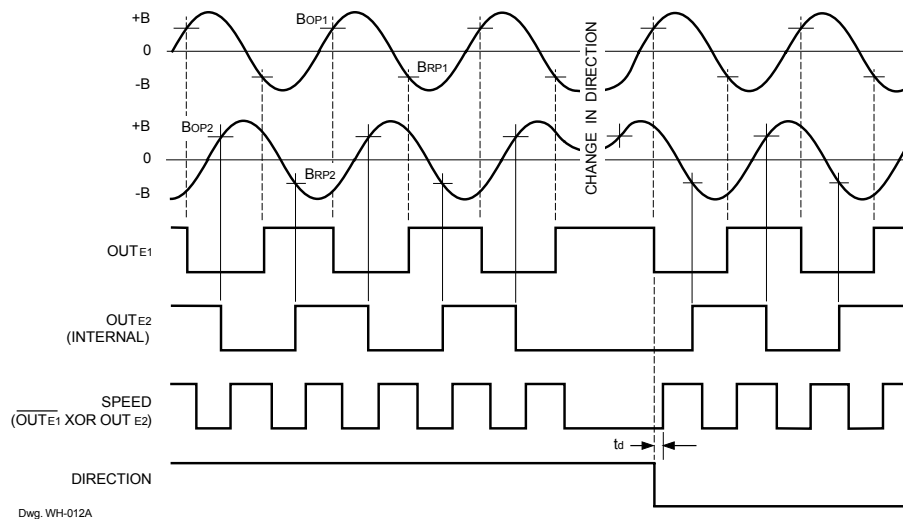 +B
BOP1
0
BRP1
-B
CHANGE IN DIRECTION
+B
BOP2
0
BRP2
-B
OUTE1
OUTE2
(INTERNAL)
SPEED
(OUTE1 XOR OUT E2)
td
DIRECTION
Dwg. WH-012A